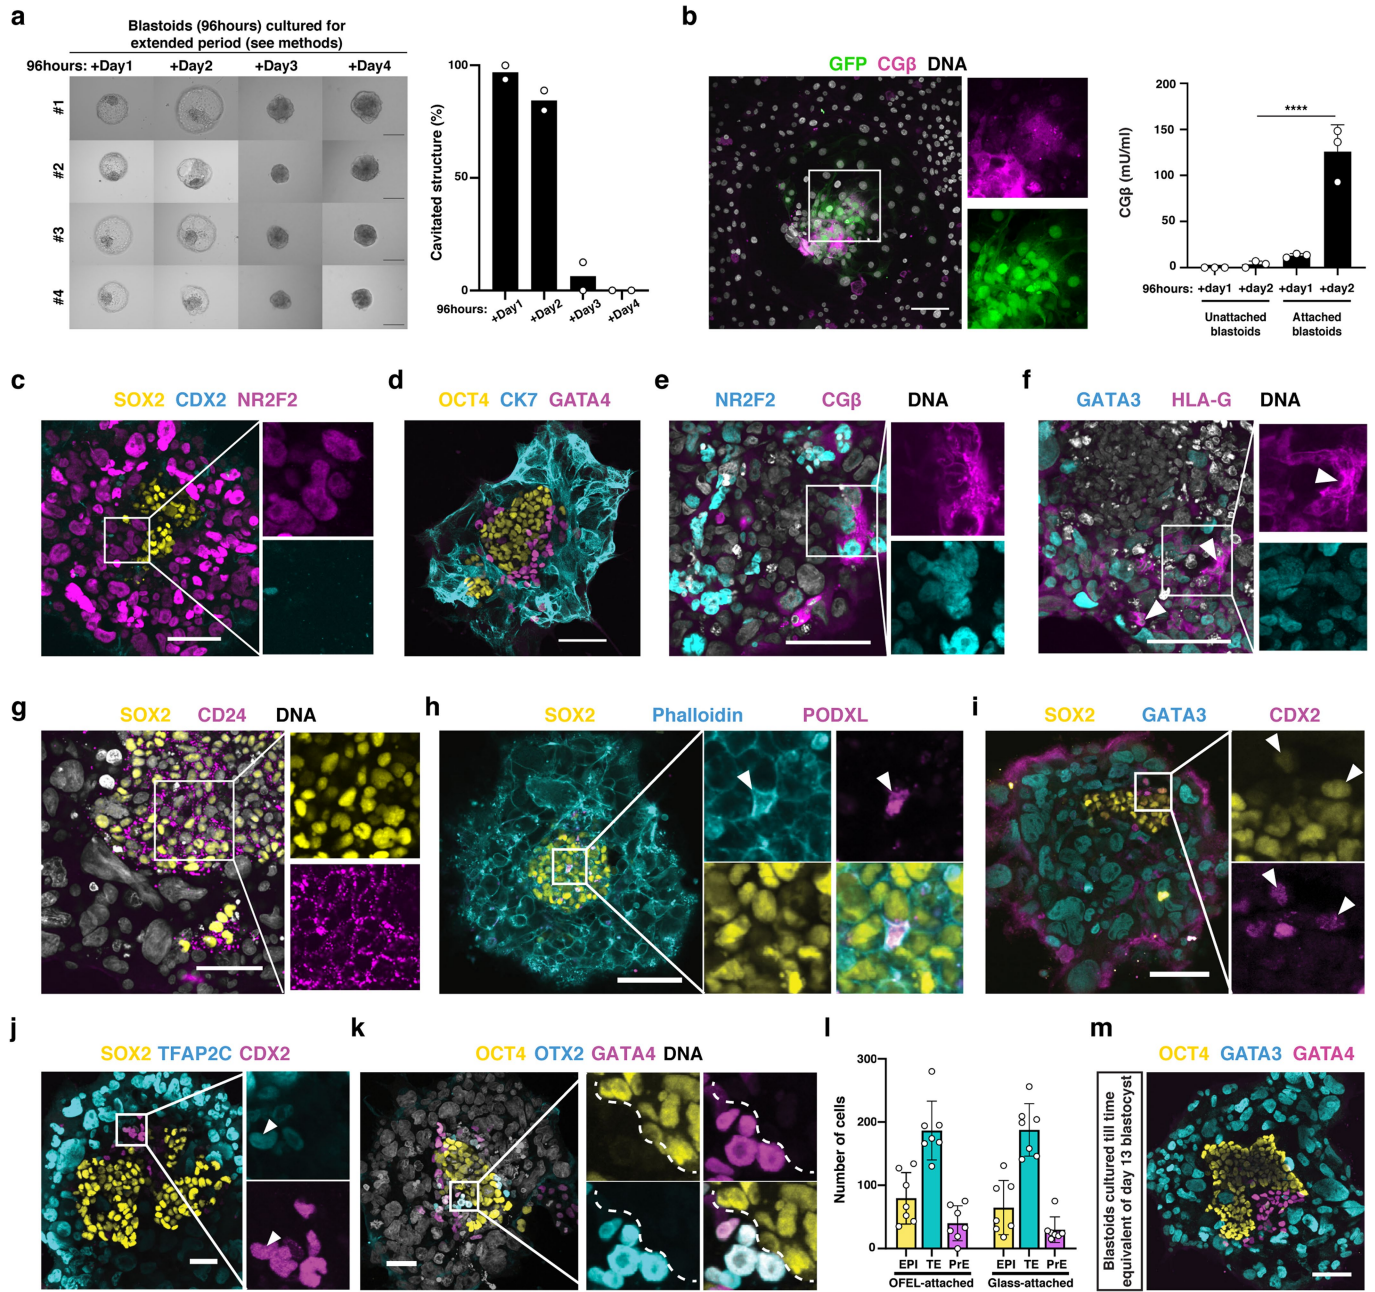 a
Blastoids (96hours) cultured for
extended period (see methods)
96hours: +Day1 +Day2 +Day3 +Day4
#1
#2
#3
#4
Cavitated structure (%)
100
50
0
96hours: +Day1 +Day2 +Day3 +Day4
b
GFP CGβ DNA
CGβ (mU/ml)
200
150
100
50
0
****
96hours: +day1 +day2 +day1 +day2
Unattached blastoids
Attached blastoids
c
SOX2 CDX2 NR2F2
d
OCT4 CK7 GATA4
e
NR2F2 CGβ DNA
f
GATA3 HLA-G DNA
g
SOX2 CD24 DNA
h
SOX2 Phalloidin PODXL
i
SOX2 GATA3 CDX2
j
SOX2 TFAP2C CDX2
k
OCT4 OTX2 GATA4 DNA
l
Number of cells
300
200
100
0
EPI TE PrE EPI TE PrE
OFEL-attached Glass-attached
m
OCT4 GATA3 GATA4
Blastoids cultured till time
equivalent of day 13 blastocyst